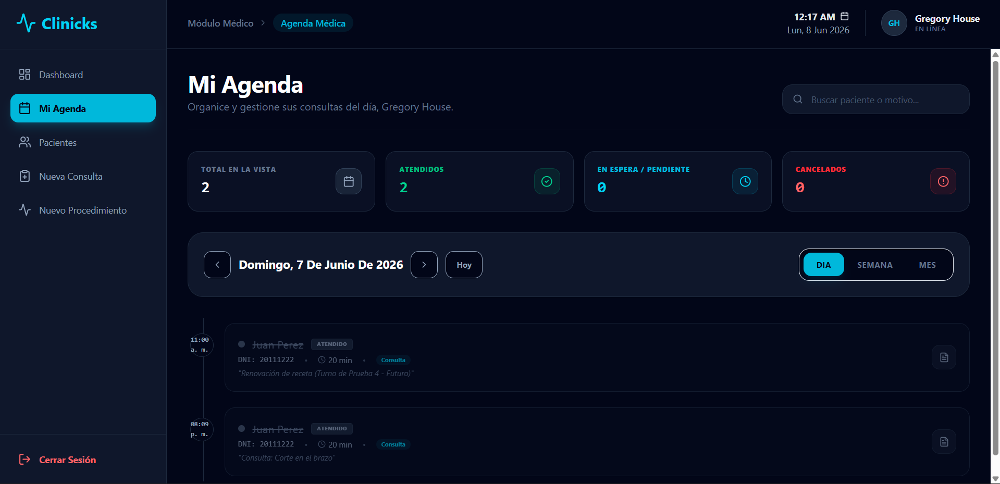 Clinicks
Módulo Médico > Agenda Médica
12:17 AM
Lun, 8 Jun 2026
GH
Gregory House
EN LÍNEA
Dashboard
Mi Agenda
Pacientes
Nueva Consulta
Nuevo Procedimiento
Cerrar Sesión
Mi Agenda
Organice y gestione sus consultas del día, Gregory House.
Buscar paciente o motivo...
TOTAL EN LA VISTA
2
ATENDIDOS
2
EN ESPERA / PENDIENTE
0
CANCELADOS
0
Domingo, 7 De Junio De 2026
Hoy
DIA SEMANA MES
11:00
a. m.
Juan Perez ATENDIDO
DNI: 20111222 • 20 min • Consulta
"Renovación de receta (Turno de Prueba 4 - Futuro)"
08:09
p. m.
Juan Perez ATENDIDO
DNI: 20111222 • 20 min • Consulta
"Consulta: Corte en el brazo"